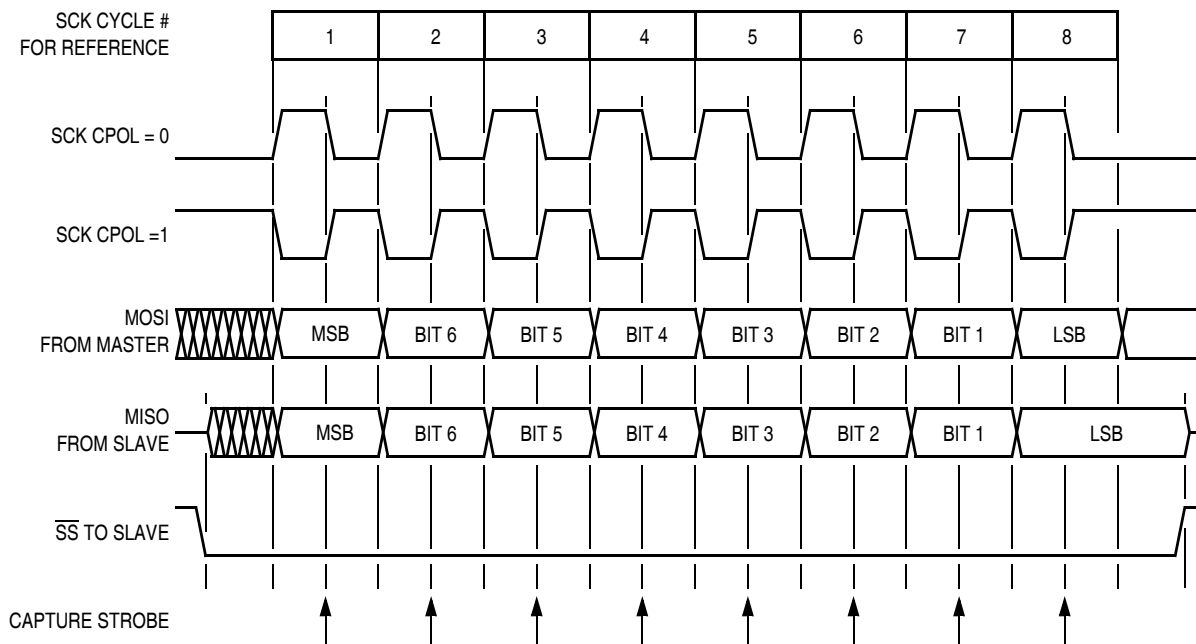 SCK CYCLE #
FOR REFERENCE
1 2 3 4 5 6 7 8
SCK CPOL = 0
SCK CPOL =1
MOSI
FROM MASTER
MSB BIT 6 BIT 5 BIT 4 BIT 3 BIT 2 BIT 1 LSB
MISO
FROM SLAVE
MSB BIT 6 BIT 5 BIT 4 BIT 3 BIT 2 BIT 1 LSB
S̅S̅ TO SLAVE
CAPTURE STROBE